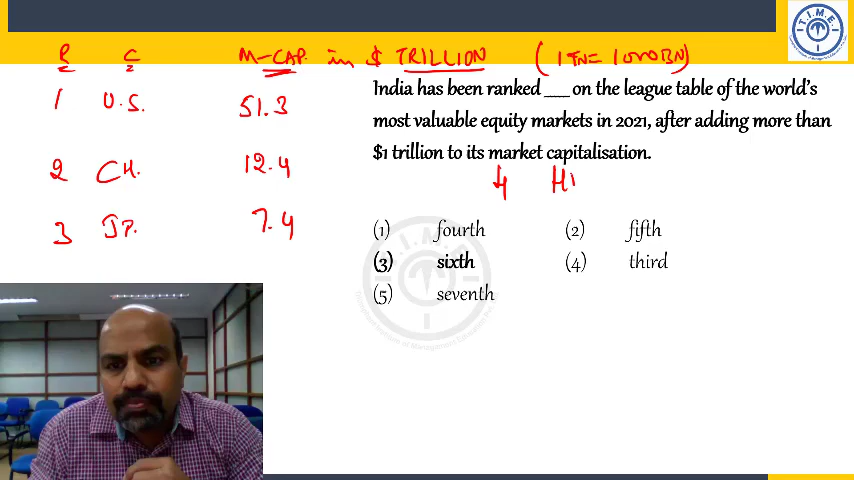 R C M-CAP. in $ TRILLION (1 TN= 1000BN)
1 U.S. 51.3
2 CH. 12.4
3 JP. 7.4
India has been ranked ___ on the league table of the world's
most valuable equity markets in 2021, after adding more than
$1 trillion to its market capitalisation.
4 HI
(1) fourth (2) fifth
(3) sixth (4) third
(5) seventh
T.I.M.E.
T.I.M.E.